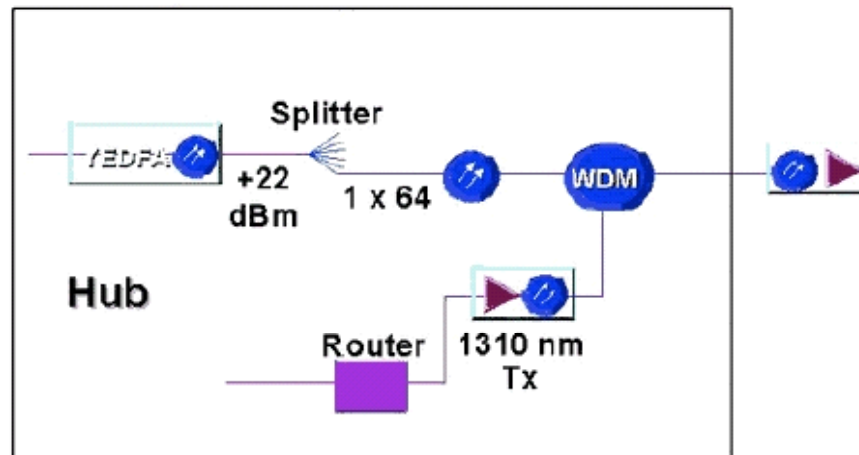 Splitter
YEDFA
+22
dBm
1 x 64
WDM
Hub
Router
1310 nm
Tx